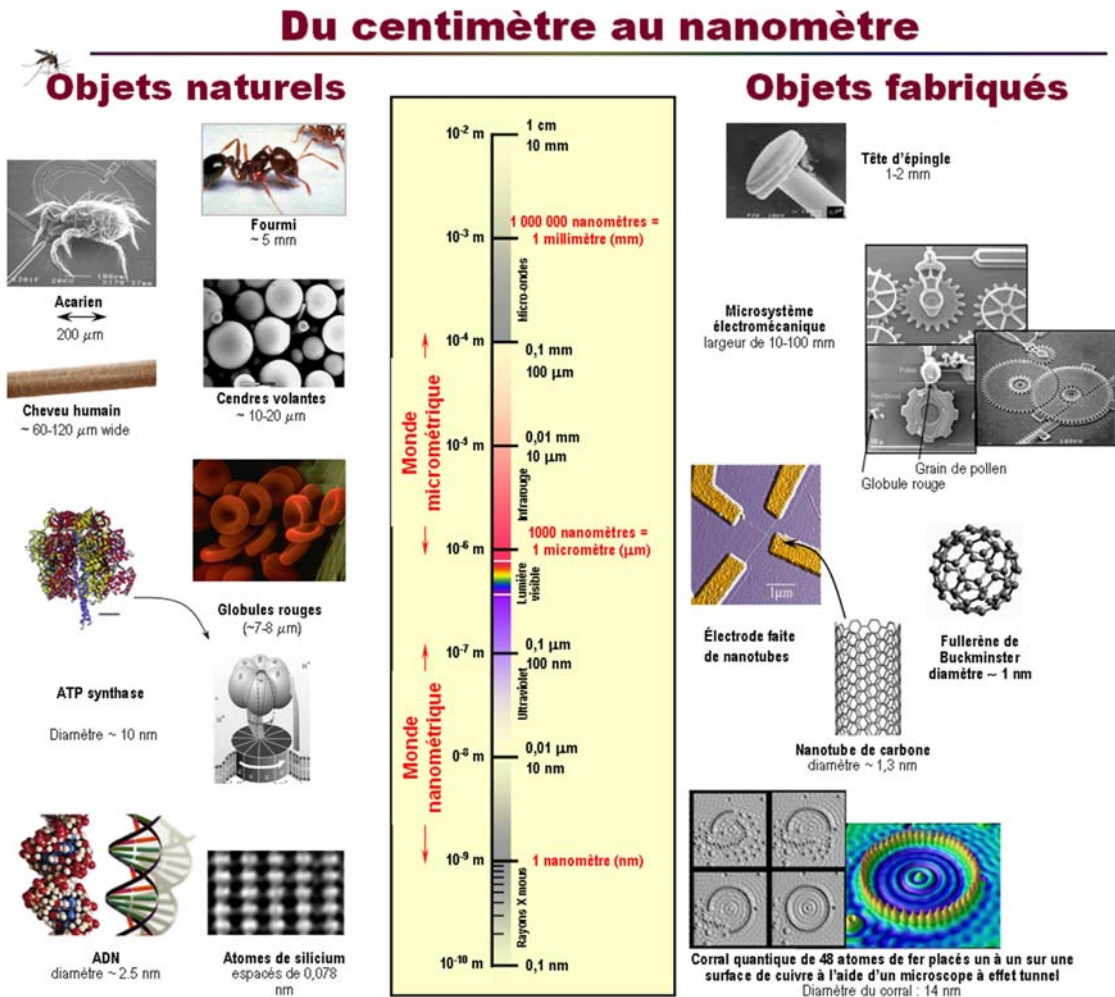 Du centimètre au nanomètre
Objets naturels
Objets fabriqués
Acarien
200 µm
Cheveu humain
~ 60-120 µm wide
Fourmi
~ 5 mm
Cendres volantes
~ 10-20 µm
Globules rouges
(~7-8 µm)
ATP synthase
Diamètre ~ 10 nm
ADN
diamètre ~ 2.5 nm
Atomes de silicium
espacés de 0,078
nm
10-2 m
1 cm
10 mm
1 000 000 nanomètres =
1 millimètre (mm)
10-3 m
Micro-ondes
10-4 m
0,1 mm
100 µm
Monde
micrométrique
10-5 m
0,01 mm
10 µm
Infrarouge
1000 nanomètres =
1 micromètre (µm)
10-6 m
Lumière
visible
10-7 m
0,1 µm
100 nm
Ultraviolet
Monde
nanométrique
0-8 m
0,01 µm
10 nm
10-9 m
1 nanomètre (nm)
Rayons X mous
10-10 m
0,1 nm
Tête d'épingle
1-2 mm
Microsystème
électromécanique
largeur de 10-100 mm
Grain de pollen
Globule rouge
1µm
Électrode faite
de nanotubes
Fullerène de
Buckminster
diamètre ~ 1 nm
Nanotube de carbone
diamètre ~ 1,3 nm
Corral quantique de 48 atomes de fer placés un à un sur une
surface de cuivre à l'aide d'un microscope à effet tunnel
Diamètre du corral : 14 nm